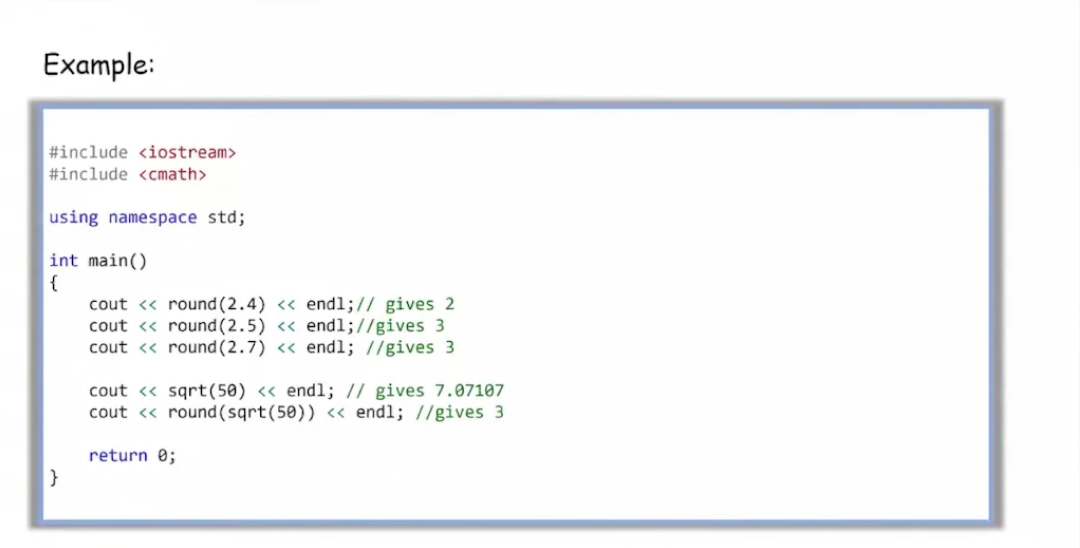 Example:
#include <iostream>
#include <cmath>
using namespace std;
int main()
{
cout << round(2.4) << endl;// gives 2
cout << round(2.5) << endl;//gives 3
cout << round(2.7) << endl; //gives 3
cout << sqrt(50) << endl; // gives 7.07107
cout << round(sqrt(50)) << endl; //gives 3
return 0;
}